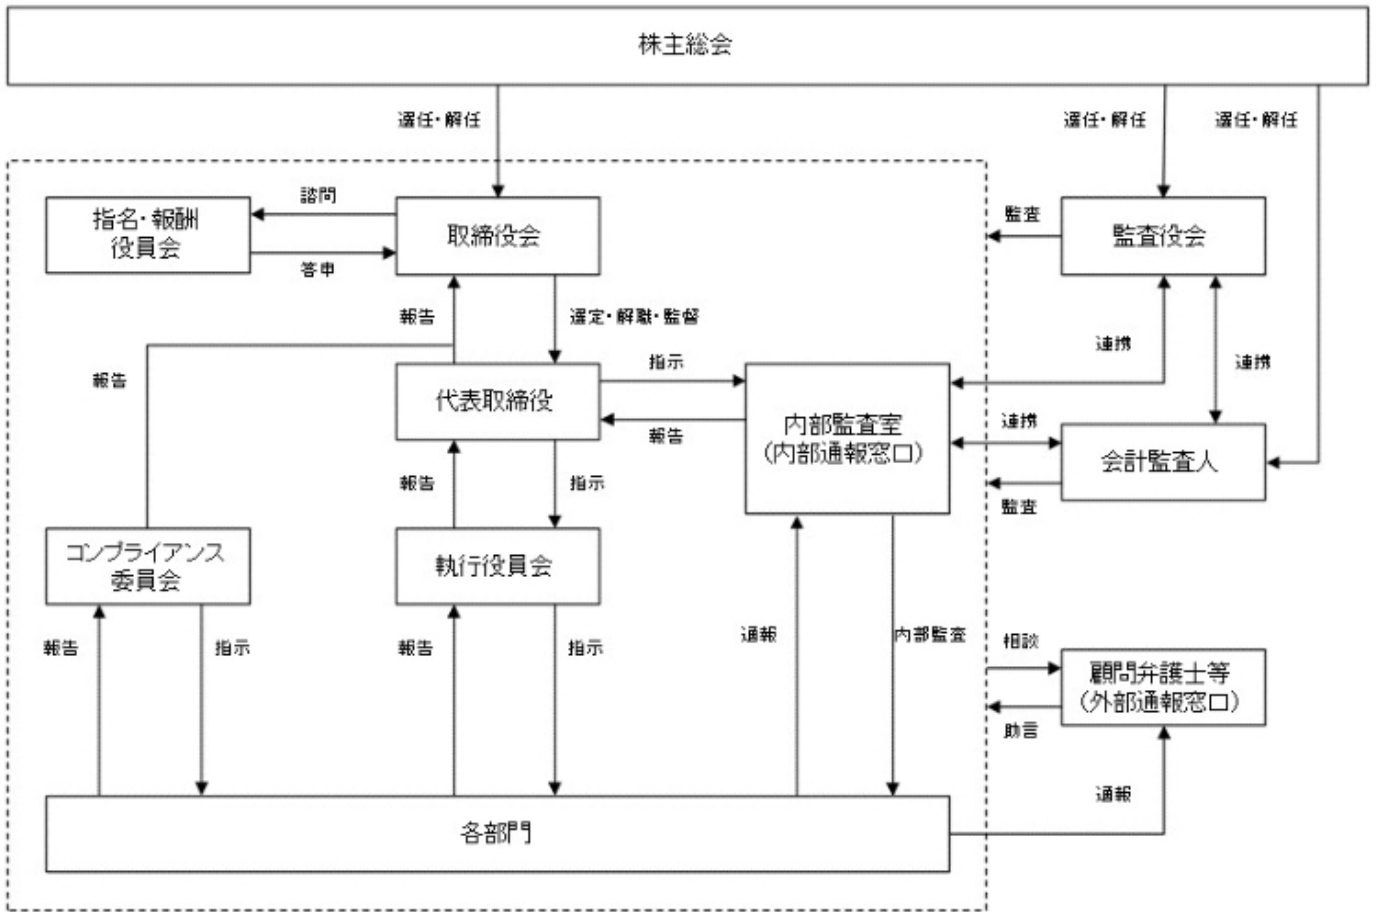 株主総会
選任・解任
選任・解任
選任・解任
諮問
指名・報酬
役員会
取締役会
監査
監査役会
答申
報告
選定・解職・監督
連携
連携
報告
指示
代表取締役
報告
内部監査室
（内部通報窓口）
連携
会計監査人
監査
報告
指示
コンプライアンス
委員会
執行役員会
報告
指示
報告
指示
通報
内部監査
相談
顧問弁護士等
（外部通報窓口）
助言
通報
各部門